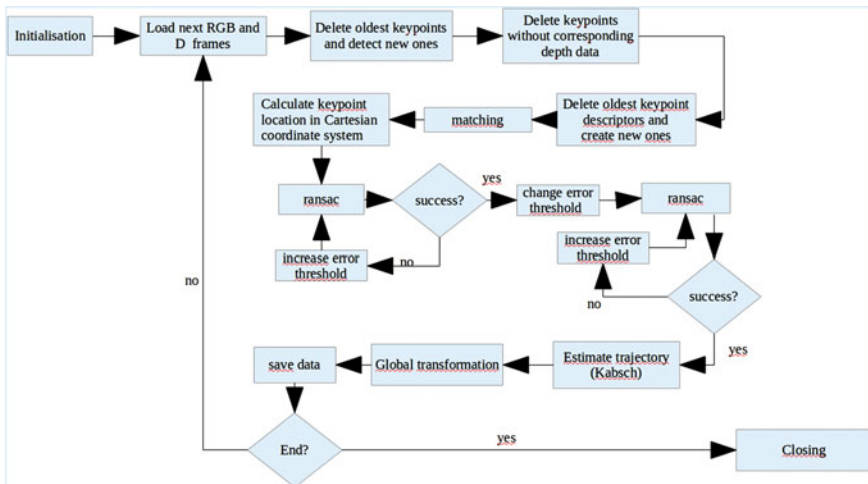 Initialisation
Load next RGB and
D frames
Delete oldest keypoints
and detect new ones
Delete keypoints
without corresponding
depth data
Delete oldest keypoint
descriptors and
create new ones
matching
Calculate keypoint
location in Cartesian
coordinate system
ransac
success?
yes
no
increase error
threshold
change error
threshold
ransac
increase error
threshold
no
success?
yes
Estimate trajectory
(Kabsch)
Global transformation
save data
End?
no
yes
Closing